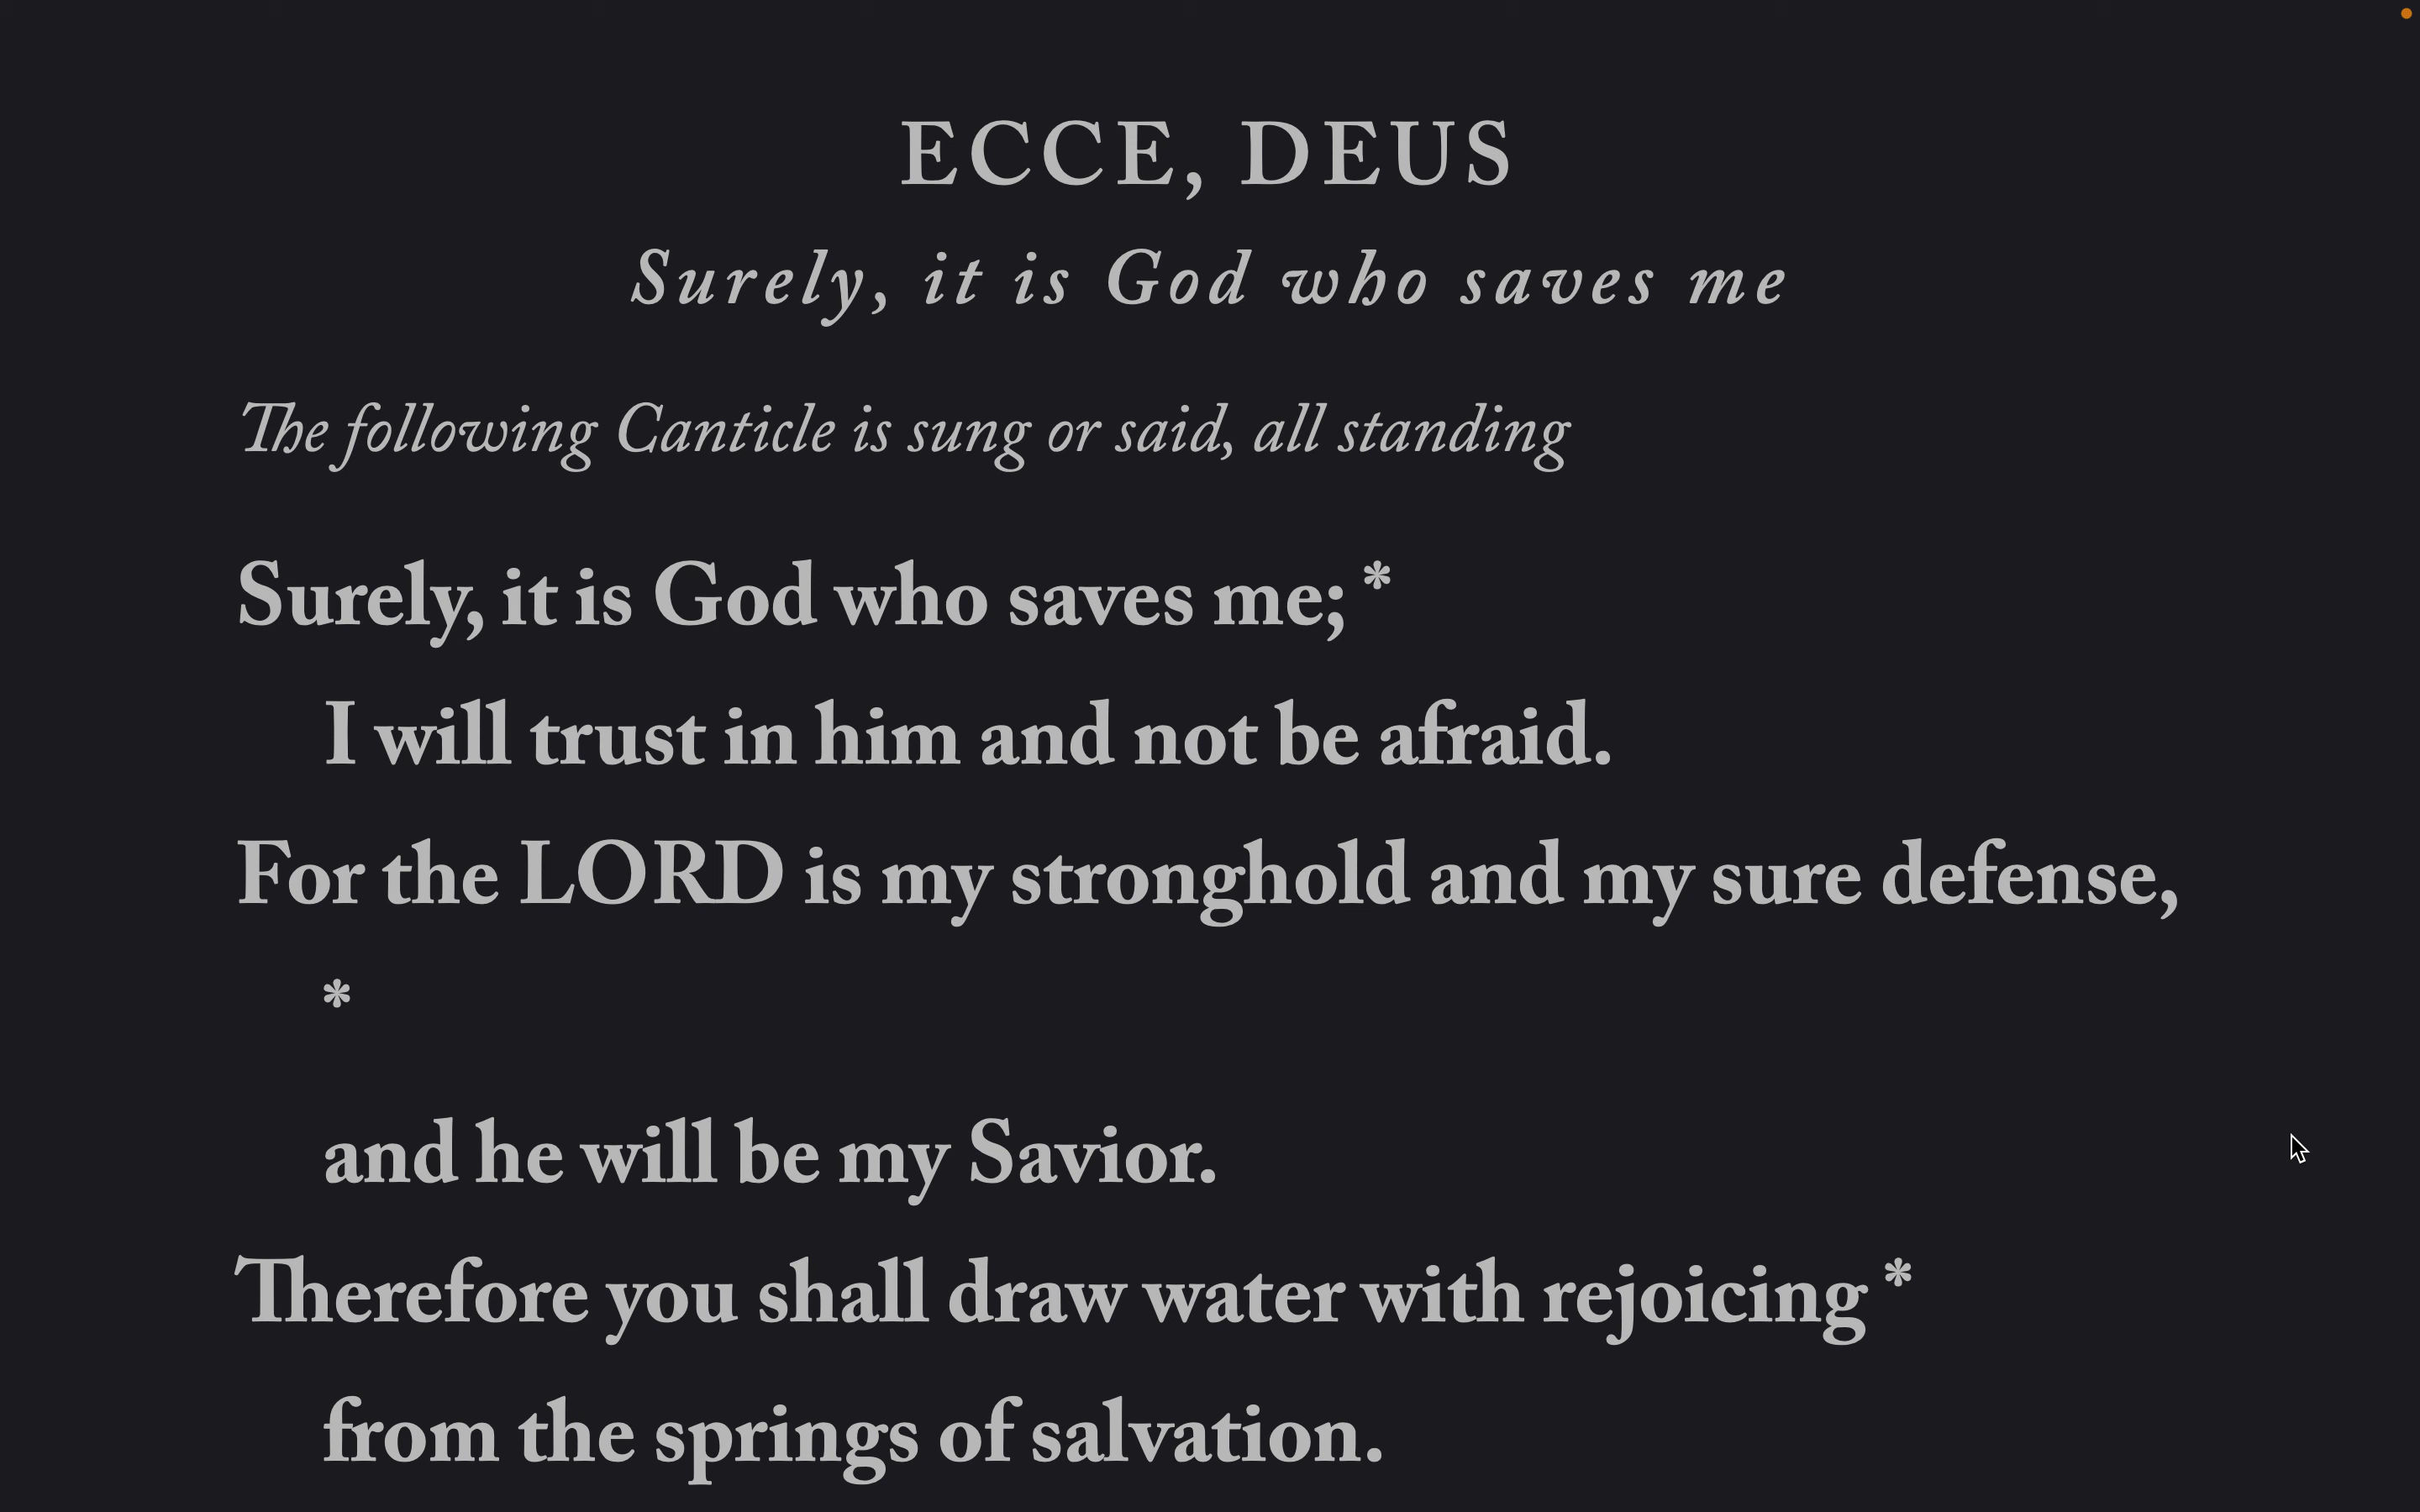 ECCE, DEUS
Surely, it is God who saves me
The following Canticle is sung or said, all standing
Surely, it is God who saves me; *
I will trust in him and not be afraid.
For the LORD is my stronghold and my sure defense,
*
and he will be my Savior.
Therefore you shall draw water with rejoicing *
from the springs of salvation.